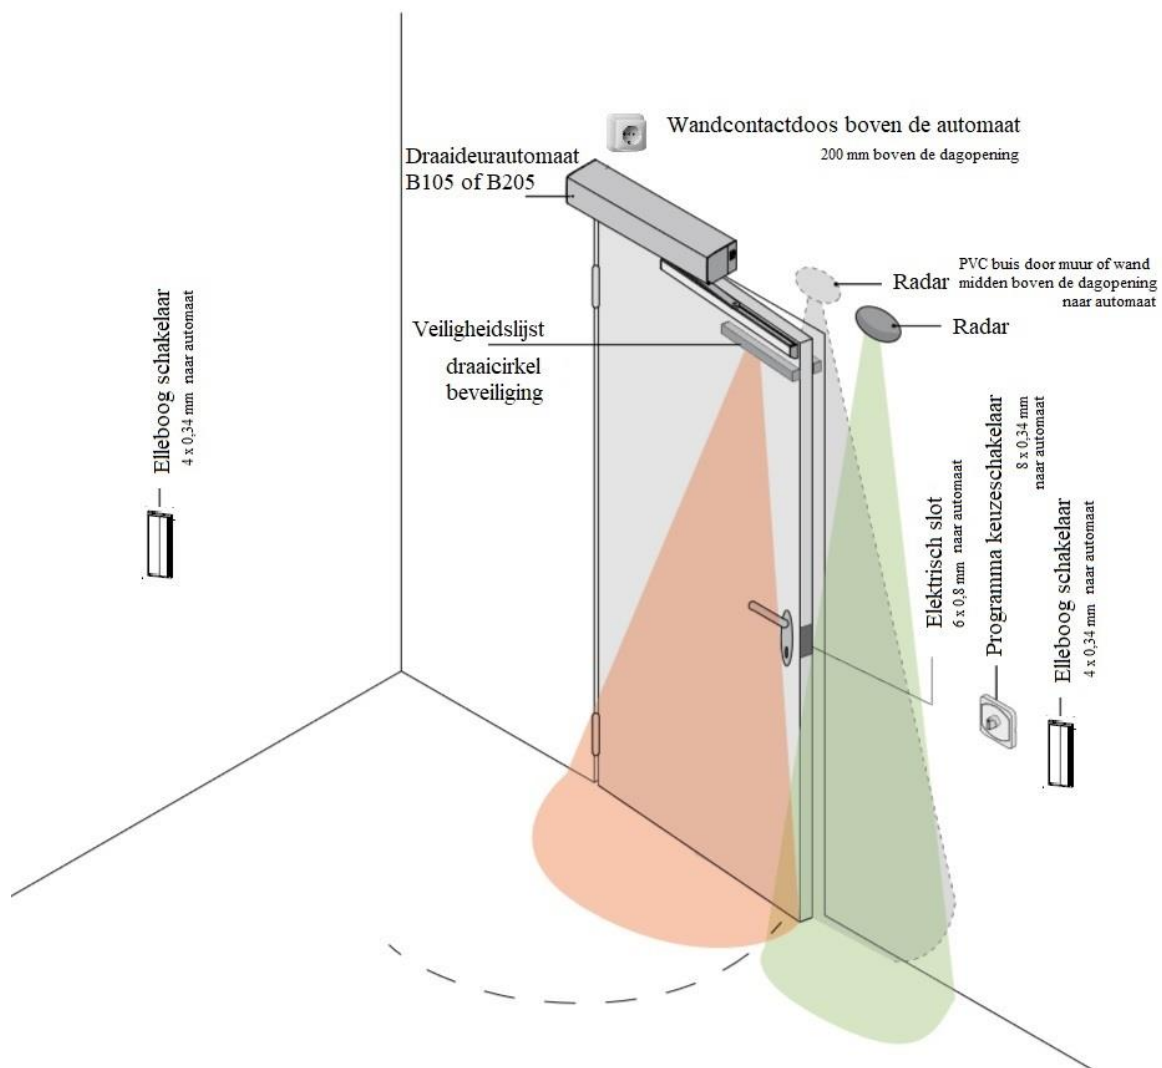 Wandcontactdoos boven de automaat
200 mm boven de dagopening
Draaideurautomaat
B105 of B205
Radar
PVC buis door muur of wand
midden boven de dagopening
naar automaat
Radar
Veiligheidslijst
draaicirkel
beveiliging
Elleboog schakelaar
4 x 0,34 mm naar automaat
Elektrisch slot
6 x 0,8 mm naar automaat
Programma keuzeschakelaar
8 x 0,34 mm
naar automaat
Elleboog schakelaar
4 x 0,34 mm naar automaat